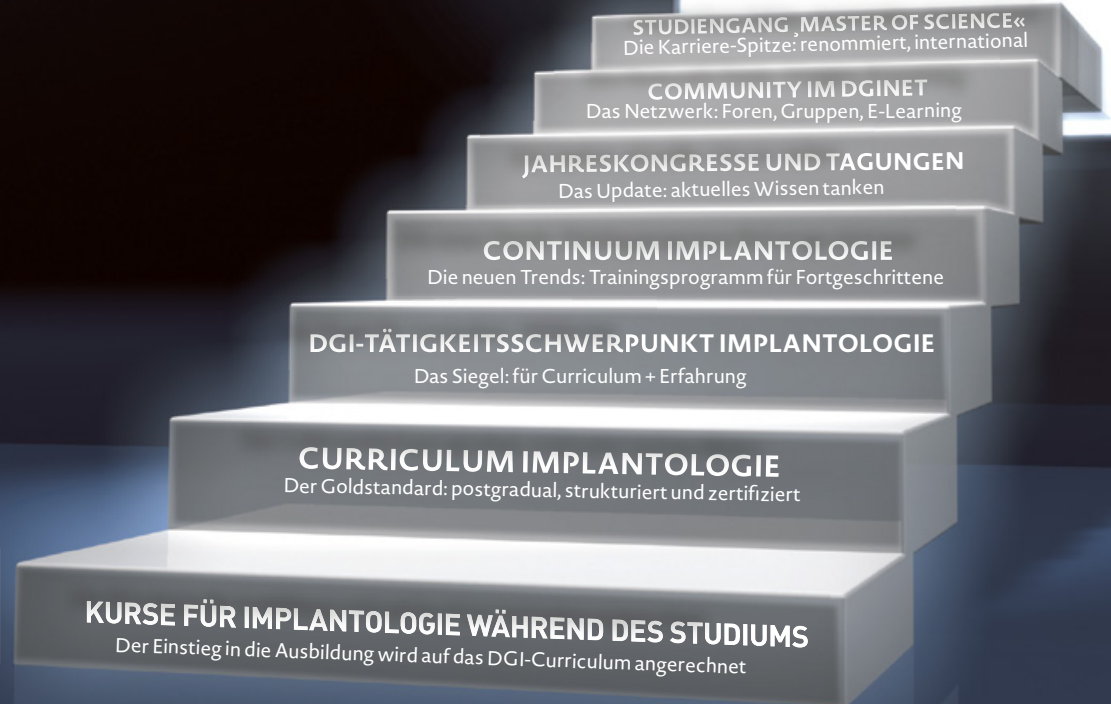 STUDIENGANG ‚MASTER OF SCIENCE«
Die Karriere-Spitze: renommiert, international
COMMUNITY IM DGINET
Das Netzwerk: Foren, Gruppen, E-Learning
JAHRESKONGRESSE UND TAGUNGEN
Das Update: aktuelles Wissen tanken
CONTINUUM IMPLANTOLOGIE
Die neuen Trends: Trainingsprogramm für Fortgeschrittene
DGI-TÄTIGKEITSSCHWERPUNKT IMPLANTOLOGIE
Das Siegel: für Curriculum + Erfahrung
CURRICULUM IMPLANTOLOGIE
Der Goldstandard: postgradual, strukturiert und zertifiziert
KURSE FÜR IMPLANTOLOGIE WÄHREND DES STUDIUMS
Der Einstieg in die Ausbildung wird auf das DGI-Curriculum angerechnet